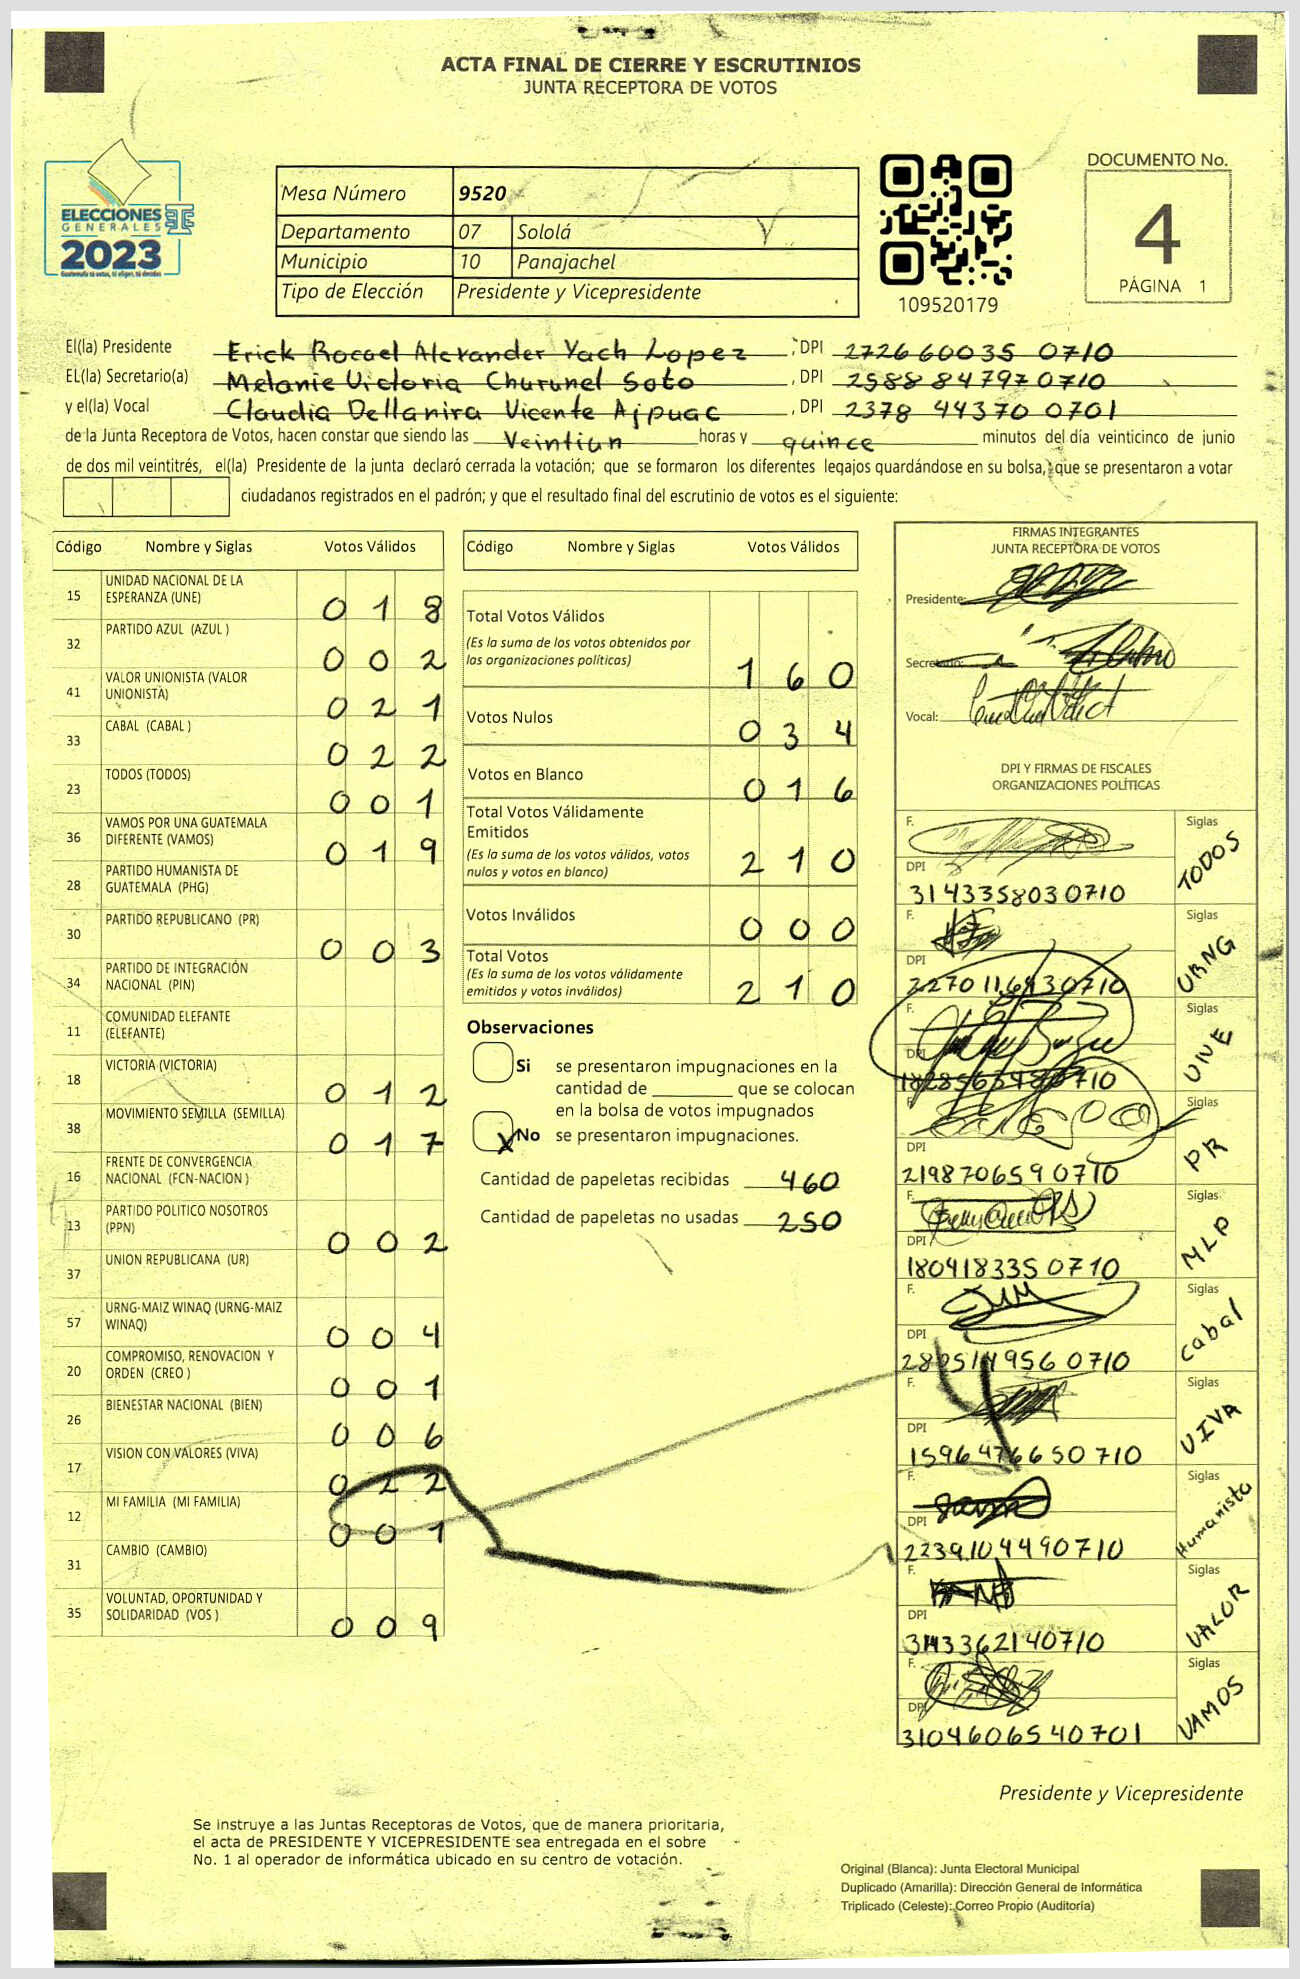 ACTA FINAL DE CIERRE Y ESCRUTINIOS
JUNTA RECEPTORA DE VOTOS
ELECCIONES
GENERALES
2023
Guatemala tú votas, tú eliges, tú decides
Mesa Número 9520
Departamento 07 Sololá
Municipio 10 Panajachel
Tipo de Elección Presidente y Vicepresidente
109520179
DOCUMENTO No.
4
PÁGINA 1
El(la) Presidente Erick Rocael Alexander Yach Lopez , DPI 272660035 0710
EL(la) Secretario(a) Melanie Victoria Churunel Soto , DPI 2588 84797 0710
y el(la) Vocal Claudia Dellanira Vicente Ajpuac , DPI 2378 44370 0701
de la Junta Receptora de Votos, hacen constar que siendo las Veintiun horas y quince minutos del día veinticinco de junio
de dos mil veintitrés, el(la) Presidente de la junta declaró cerrada la votación; que se formaron los diferentes legajos guardándose en su bolsa, que se presentaron a votar
ciudadanos registrados en el padrón; y que el resultado final del escrutinio de votos es el siguiente:
Código Nombre y Siglas Votos Válidos
15 UNIDAD NACIONAL DE LA ESPERANZA (UNE) 0 1 8
32 PARTIDO AZUL (AZUL ) 0 0 2
41 VALOR UNIONISTA (VALOR UNIONISTA) 0 2 1
33 CABAL (CABAL ) 0 2 2
23 TODOS (TODOS) 0 0 1
36 VAMOS POR UNA GUATEMALA DIFERENTE (VAMOS) 0 1 9
28 PARTIDO HUMANISTA DE GUATEMALA (PHG)
30 PARTIDO REPUBLICANO (PR) 0 0 3
34 PARTIDO DE INTEGRACIÓN NACIONAL (PIN)
11 COMUNIDAD ELEFANTE (ELEFANTE)
18 VICTORIA (VICTORIA) 0 1 2
38 MOVIMIENTO SEMILLA (SEMILLA) 0 1 7
16 FRENTE DE CONVERGENCIA NACIONAL (FCN-NACION )
13 PARTIDO POLITICO NOSOTROS (PPN) 0 0 2
37 UNION REPUBLICANA (UR)
57 URNG-MAIZ WINAQ (URNG-MAIZ WINAQ) 0 0 4
20 COMPROMISO, RENOVACION Y ORDEN (CREO ) 0 0 1
26 BIENESTAR NACIONAL (BIEN) 0 0 6
17 VISION CON VALORES (VIVA) 0 2 2
12 MI FAMILIA (MI FAMILIA) 0 0 1
31 CAMBIO (CAMBIO)
35 VOLUNTAD, OPORTUNIDAD Y SOLIDARIDAD (VOS ) 0 0 9
Código Nombre y Siglas Votos Válidos
Total Votos Válidos
(Es la suma de los votos obtenidos por
las organizaciones políticas) 1 6 0
Votos Nulos 0 3 4
Votos en Blanco 0 1 6
Total Votos Válidamente
Emitidos
(Es la suma de los votos válidos, votos
nulos y votos en blanco) 2 1 0
Votos Inválidos 0 0 0
Total Votos
(Es la suma de los votos válidamente
emitidos y votos inválidos) 2 1 0
Observaciones
Si se presentaron impugnaciones en la
cantidad de ________ que se colocan
en la bolsa de votos impugnados
X No se presentaron impugnaciones.
Cantidad de papeletas recibidas 460
Cantidad de papeletas no usadas 250
FIRMAS INTEGRANTES
JUNTA RECEPTORA DE VOTOS
Presidente:
Secretario:
Vocal:
DPI Y FIRMAS DE FISCALES
ORGANIZACIONES POLÍTICAS
F. Siglas
DPI 3143358030710 TODOS
F. Siglas
DPI URNG
F. Siglas
DPI UNE
F. Siglas
DPI 2198706590710 PR
F. Siglas
DPI 180418335 0710 MLP
F. Siglas
DPI cabal
F. Siglas
DPI 1596476650710 VIVA
F. Siglas
DPI 2239104490710 Humanista
F. Siglas
DPI 3143362140710 VALOR
F. Siglas
DPI 3104606540701 VAMOS
Presidente y Vicepresidente
Se instruye a las Juntas Receptoras de Votos, que de manera prioritaria,
el acta de PRESIDENTE Y VICEPRESIDENTE sea entregada en el sobre
No. 1 al operador de informática ubicado en su centro de votación.
Original (Blanca): Junta Electoral Municipal
Duplicado (Amarilla): Dirección General de Informática
Triplicado (Celeste): Correo Propio (Auditoría)